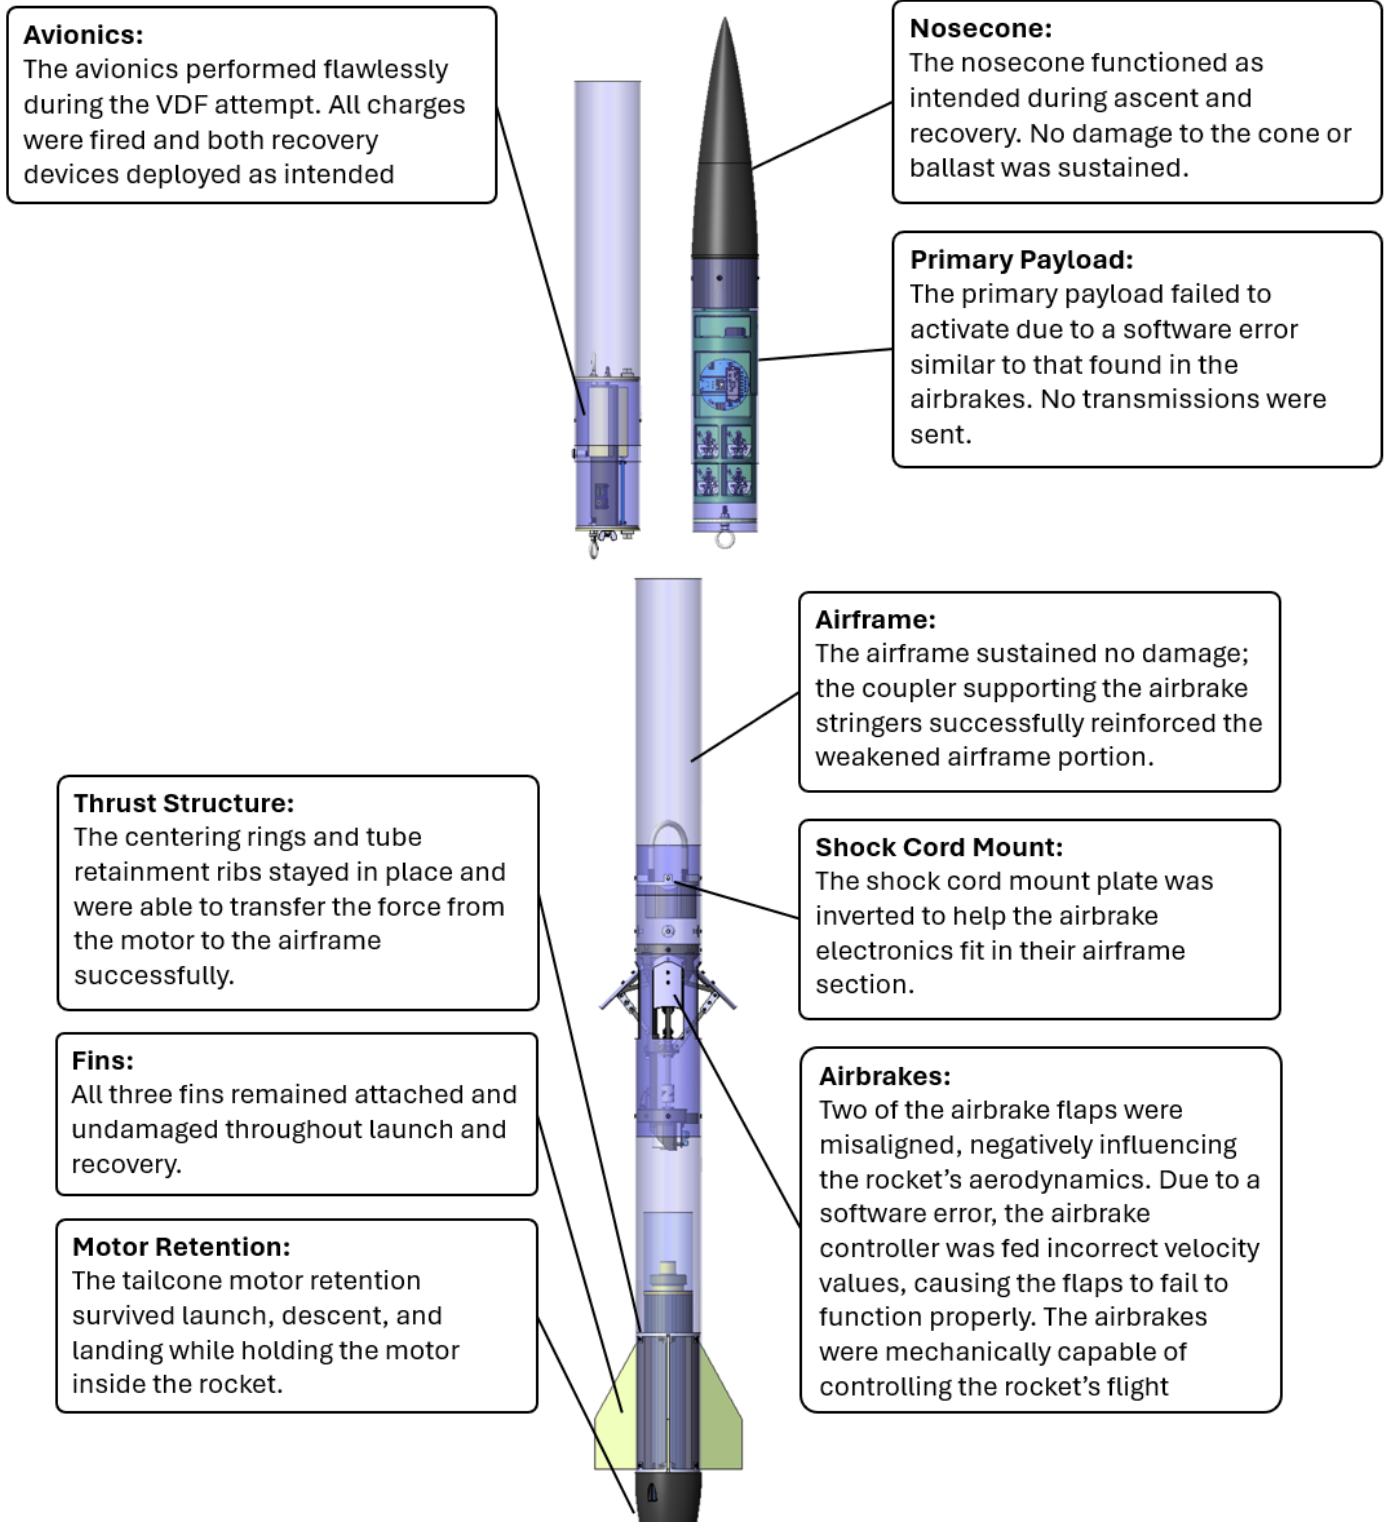 Avionics:
The avionics performed flawlessly
during the VDF attempt. All charges
were fired and both recovery
devices deployed as intended
Nosecone:
The nosecone functioned as
intended during ascent and
recovery. No damage to the cone or
ballast was sustained.
Primary Payload:
The primary payload failed to
activate due to a software error
similar to that found in the
airbrakes. No transmissions were
sent.
Airframe:
The airframe sustained no damage;
the coupler supporting the airbrake
stringers successfully reinforced the
weakened airframe portion.
Thrust Structure:
The centering rings and tube
retainment ribs stayed in place and
were able to transfer the force from
the motor to the airframe
successfully.
Shock Cord Mount:
The shock cord mount plate was
inverted to help the airbrake
electronics fit in their airframe
section.
Fins:
All three fins remained attached and
undamaged throughout launch and
recovery.
Airbrakes:
Two of the airbrake flaps were
misaligned, negatively influencing
the rocket’s aerodynamics. Due to a
software error, the airbrake
controller was fed incorrect velocity
values, causing the flaps to fail to
function properly. The airbrakes
were mechanically capable of
controlling the rocket’s flight
Motor Retention:
The tailcone motor retention
survived launch, descent, and
landing while holding the motor
inside the rocket.